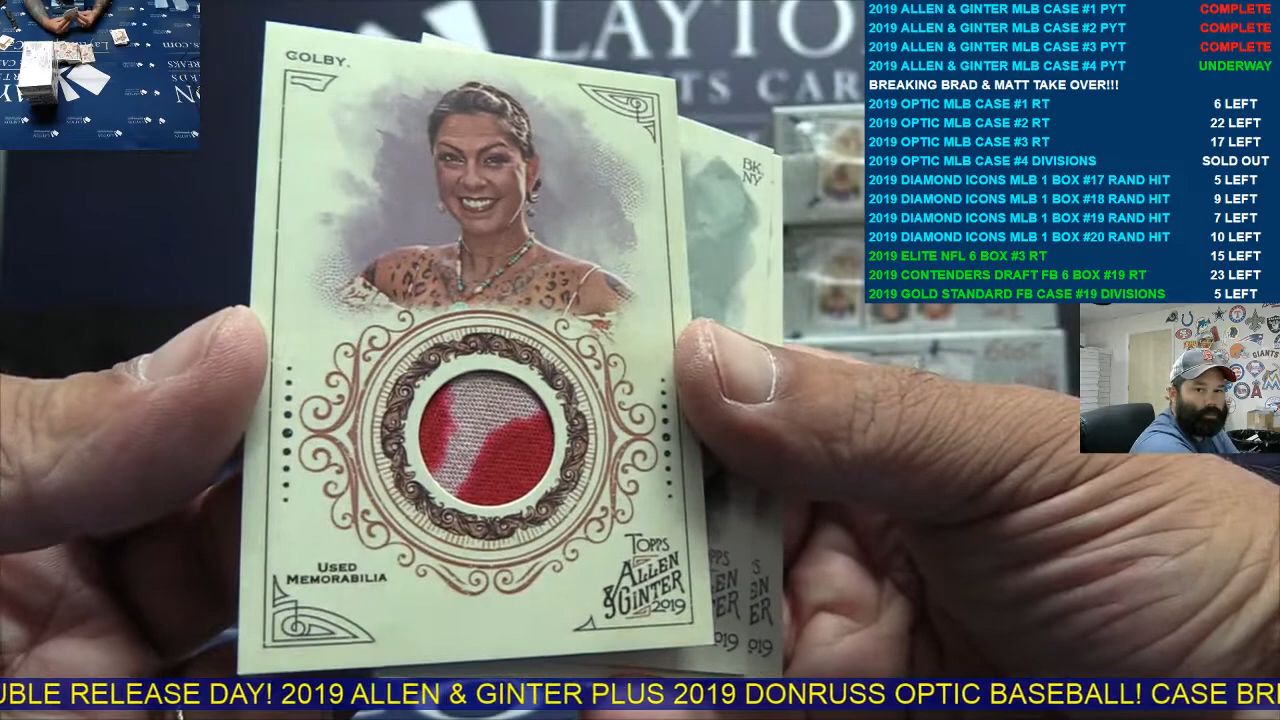 LAYTO
TS CAR
COLBY.
BK
NY
USED
MEMORABILIA
TOPPS
ALLEN
& GINTER
2019
2019 ALLEN & GINTER MLB CASE #1 PYT COMPLETE
2019 ALLEN & GINTER MLB CASE #2 PYT COMPLETE
2019 ALLEN & GINTER MLB CASE #3 PYT COMPLETE
2019 ALLEN & GINTER MLB CASE #4 PYT UNDERWAY
BREAKING BRAD & MATT TAKE OVER!!!
2019 OPTIC MLB CASE #1 RT 6 LEFT
2019 OPTIC MLB CASE #2 RT 22 LEFT
2019 OPTIC MLB CASE #3 RT 17 LEFT
2019 OPTIC MLB CASE #4 DIVISIONS SOLD OUT
2019 DIAMOND ICONS MLB 1 BOX #17 RAND HIT 5 LEFT
2019 DIAMOND ICONS MLB 1 BOX #18 RAND HIT 9 LEFT
2019 DIAMOND ICONS MLB 1 BOX #19 RAND HIT 7 LEFT
2019 DIAMOND ICONS MLB 1 BOX #20 RAND HIT 10 LEFT
2019 ELITE NFL 6 BOX #3 RT 15 LEFT
2019 CONTENDERS DRAFT FB 6 BOX #19 RT 23 LEFT
2019 GOLD STANDARD FB CASE #19 DIVISIONS 5 LEFT
GIANTS
UBLE RELEASE DAY! 2019 ALLEN & GINTER PLUS 2019 DONRUSS OPTIC BASEBALL! CASE BRE